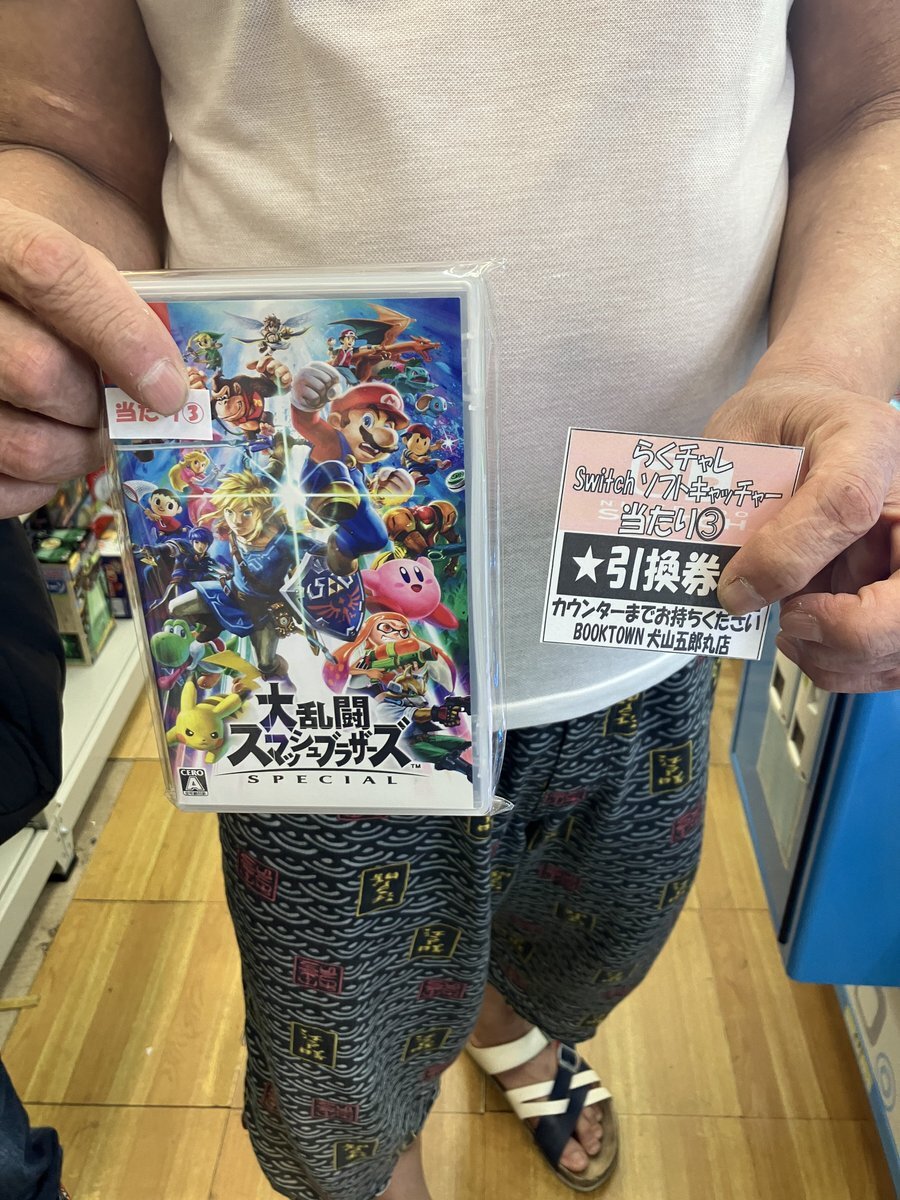 当たり③
大乱闘
スマッシュブラザーズ™
SPECIAL
CERO
A
らくチャレ
Switch ソフトキャッチャー
当たり③
★引換券
カウンターまでお持ちください
BOOKTOWN 犬山五郎丸店